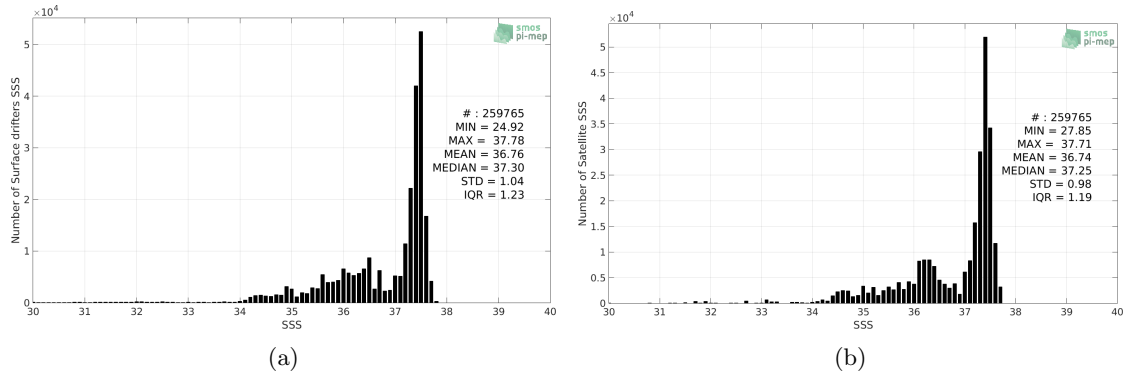 ×10⁴
5
4
3
2
1
0
Number of Surface drifters SSS
30 31 32 33 34 35 36 37 38 39 40
SSS
smos
pi-mep
# : 259765
MIN = 24.92
MAX = 37.78
MEAN = 36.76
MEDIAN = 37.30
STD = 1.04
IQR = 1.23
(a)
×10⁴
5
4.5
4
3.5
3
2.5
2
1.5
1
0.5
0
Number of Satellite SSS
30 31 32 33 34 35 36 37 38 39 40
SSS
smos
pi-mep
# : 259765
MIN = 27.85
MAX = 37.71
MEAN = 36.74
MEDIAN = 37.25
STD = 0.98
IQR = 1.19
(b)